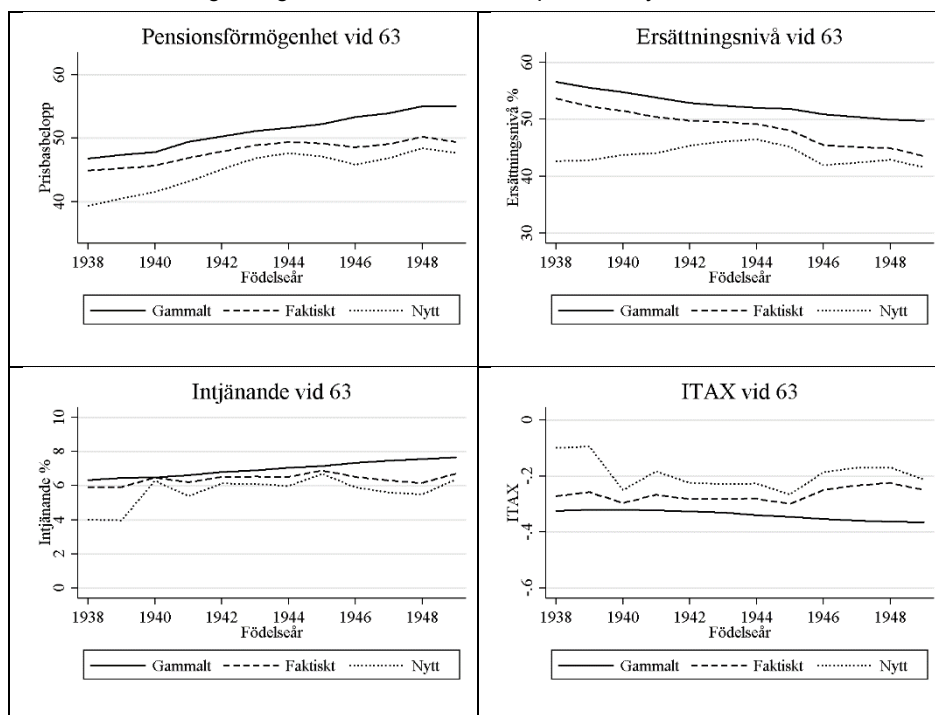 Pensionsförmögenhet vid 63
Prisbasbelopp
60
50
40
1938 1940 1942 1944 1946 1948
Födelseår
Gammalt Faktiskt Nytt
Ersättningsnivå vid 63
Ersättningsnivå %
60
50
40
30
1938 1940 1942 1944 1946 1948
Födelseår
Gammalt Faktiskt Nytt
Intjänande vid 63
Intjänande %
10
8
6
4
2
0
1938 1940 1942 1944 1946 1948
Födelseår
Gammalt Faktiskt Nytt
ITAX vid 63
ITAX
0
-.2
-.4
-.6
1938 1940 1942 1944 1946 1948
Födelseår
Gammalt Faktiskt Nytt